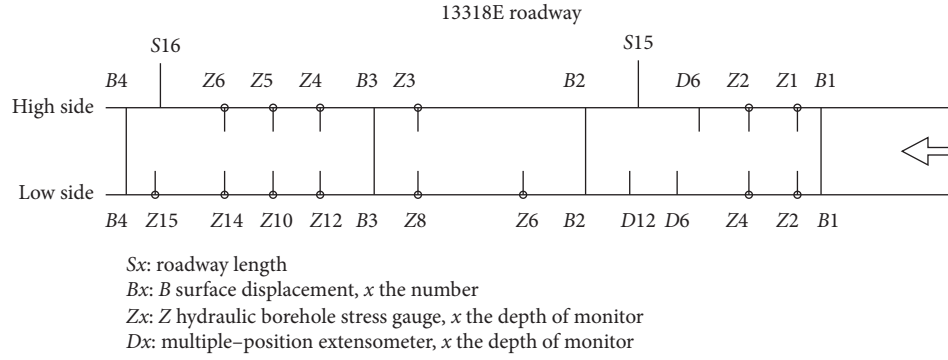 13318E roadway
S16 S15
B4 Z6 Z5 Z4 B3 Z3 B2 D6 Z2 Z1 B1
High side
Low side
B4 Z15 Z14 Z10 Z12 B3 Z8 Z6 B2 D12 D6 Z4 Z2 B1
Sx: roadway length
Bx: B surface displacement, x the number
Zx: Z hydraulic borehole stress gauge, x the depth of monitor
Dx: multiple–position extensometer, x the depth of monitor